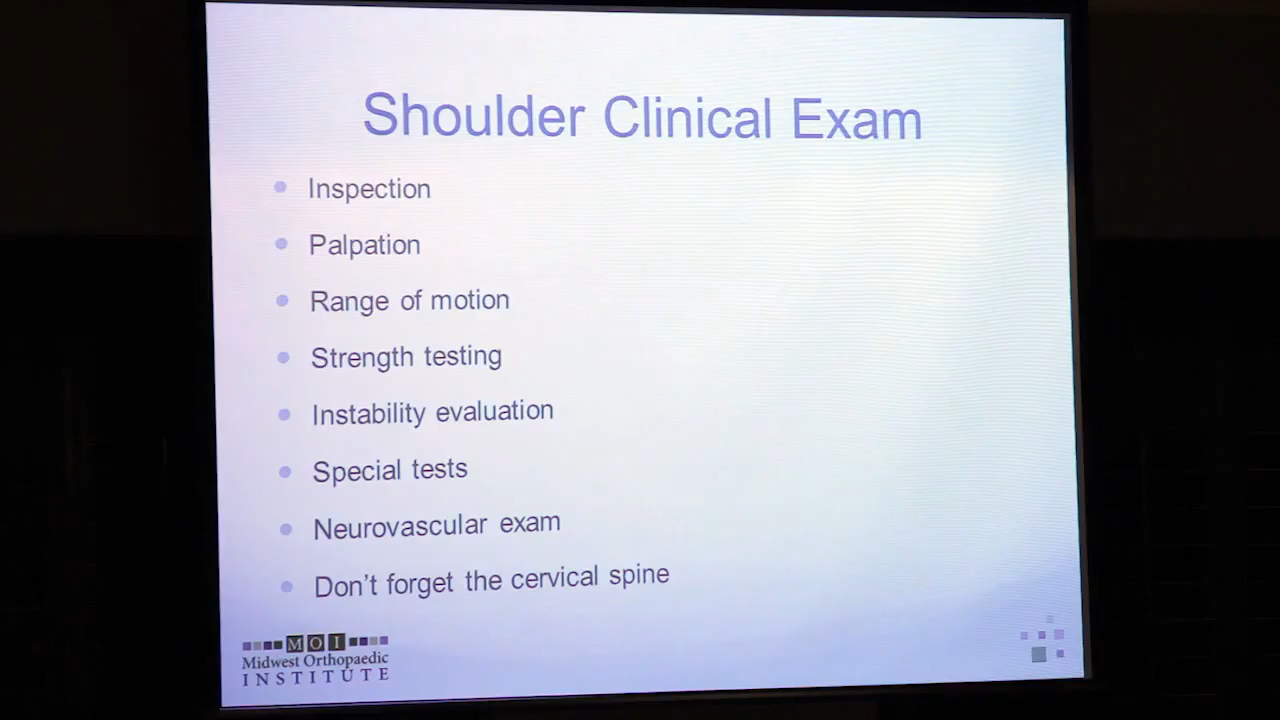 Shoulder Clinical Exam
Inspection
Palpation
Range of motion
Strength testing
Instability evaluation
Special tests
Neurovascular exam
Don't forget the cervical spine
MOI
Midwest Orthopaedic
INSTITUTE